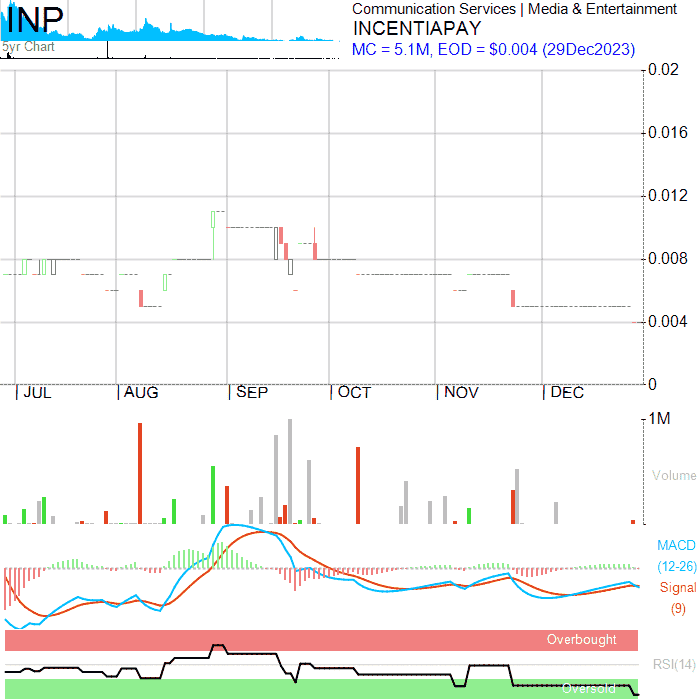 INP
5yr Chart
Communication Services | Media & Entertainment
INCENTIAPAY
MC = 5.1M, EOD = $0.004 (29Dec2023)
0.02
0.016
0.012
0.008
0.004
0
JUL AUG SEP OCT NOV DEC
1M
Volume
MACD
(12-26)
Signal
(9)
Overbought
RSI(14)
Oversold